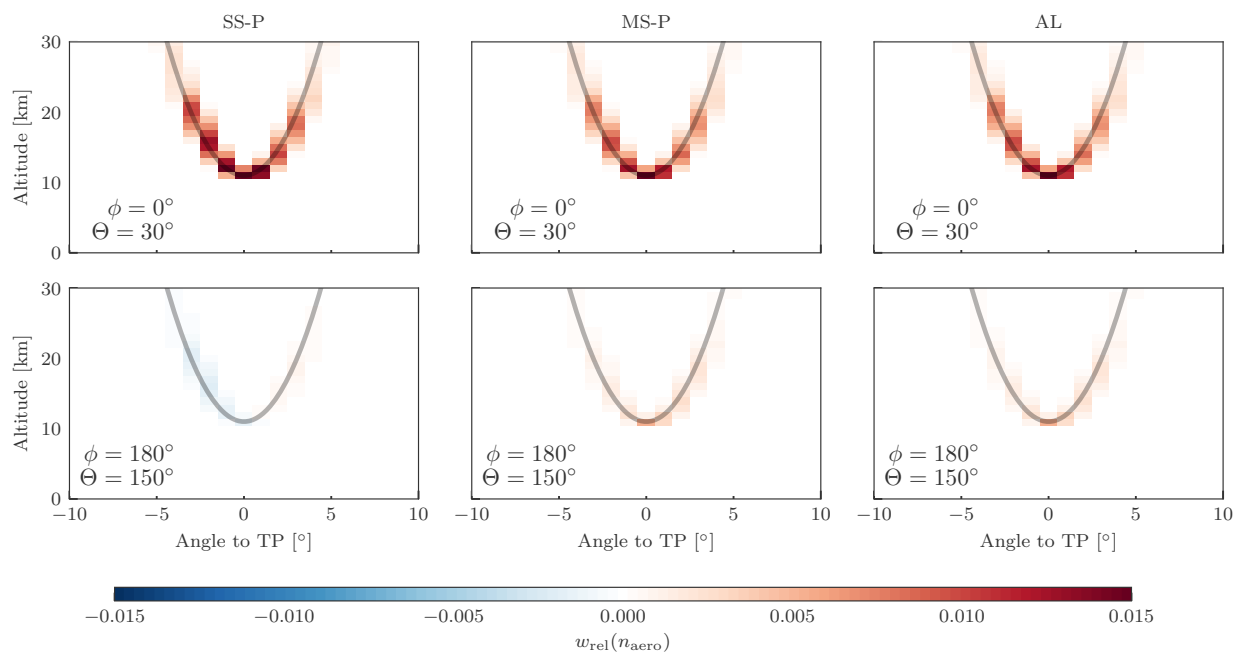 SS-P MS-P AL
30
20
10
0
Altitude [km]
ϕ = 0°
Θ = 30°
ϕ = 0°
Θ = 30°
ϕ = 0°
Θ = 30°
30
20
10
0
Altitude [km]
ϕ = 180°
Θ = 150°
ϕ = 180°
Θ = 150°
ϕ = 180°
Θ = 150°
−10 −5 0 5 10
−10 −5 0 5 10
−10 −5 0 5 10
Angle to TP [°] Angle to TP [°] Angle to TP [°]
−0.015 −0.010 −0.005 0.000 0.005 0.010 0.015
w_rel(n_aero)